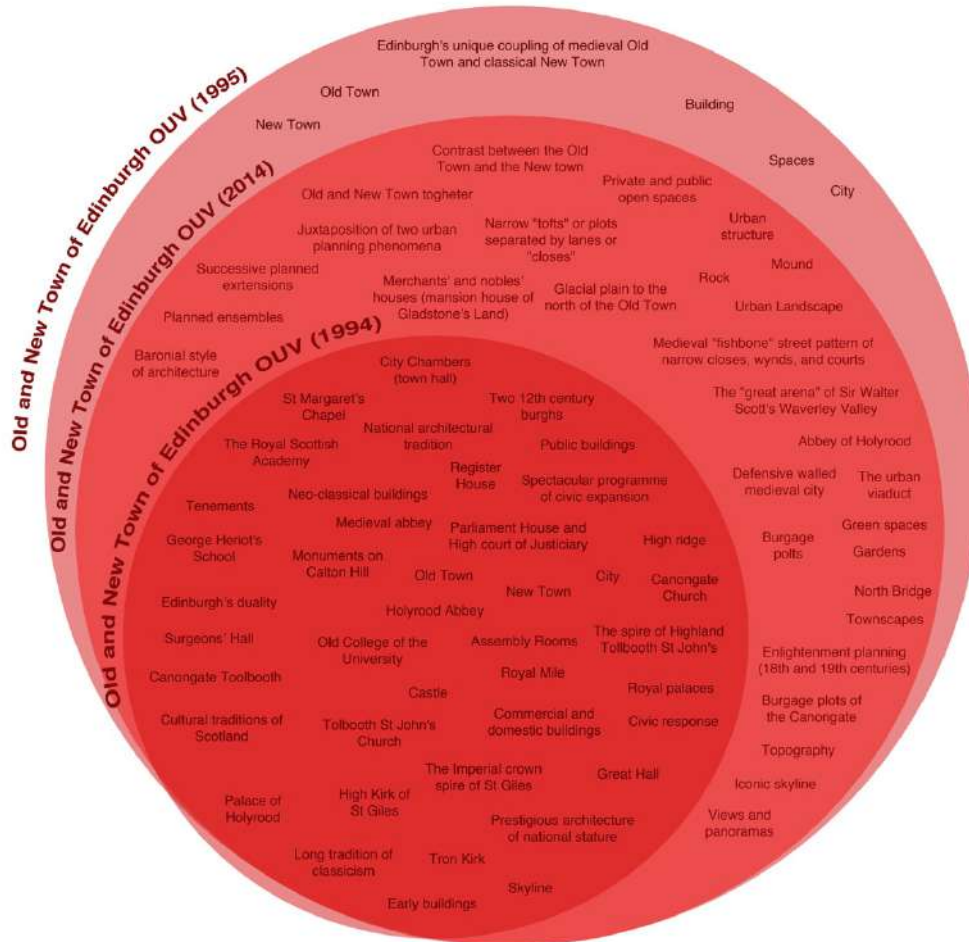 Old and New Town of Edinburgh OUV (1995)
Edinburgh's unique coupling of medieval Old
Town and classical New Town
Old Town
New Town
Building
Spaces
City
Old and New Town of Edinburgh OUV (2014)
Contrast between the Old
Town and the New town
Private and public
open spaces
Old and New Town togheter
Urban
structure
Juxtaposition of two urban
planning phenomena
Narrow "tofts" or plots
separated by lanes or
"closes"
Mound
Successive planned
exrtensions
Rock
Merchants' and nobles'
houses (mansion house of
Gladstone's Land)
Glacial plain to the
north of the Old Town
Urban Landscape
Planned ensembles
Baronial style
of architecture
Medieval "fishbone" street pattern of
narrow closes, wynds, and courts
The "great arena" of Sir Walter
Scott's Waverley Valley
Abbey of Holyrood
Defensive walled
medieval city
The urban
viaduct
Green spaces
Burgage
polts
Gardens
North Bridge
Townscapes
Enlightenment planning
(18th and 19th centuries)
Burgage plots of
the Canongate
Topography
Iconic skyline
Views and
panoramas
Old and New Town of Edinburgh OUV (1994)
City Chambers
(town hall)
St Margaret's
Chapel
Two 12th century
burghs
National architectural
tradition
The Royal Scottish
Academy
Public buildings
Register
House
Spectacular programme
of civic expansion
Neo-classical buildings
Tenements
Medieval abbey
Parliament House and
High court of Justiciary
High ridge
George Heriot's
School
Monuments on
Calton Hill
Old Town
City
New Town
Canongate
Church
Edinburgh's duality
Holyrood Abbey
Surgeons' Hall
Old College of the
University
Assembly Rooms
The spire of Highland
Tollbooth St John's
Royal Mile
Canongate Toolbooth
Castle
Royal palaces
Cultural traditions of
Scotland
Tolbooth St John's
Church
Commercial and
domestic buildings
Civic response
The Imperial crown
spire of St Giles
Great Hall
Palace of
Holyrood
High Kirk of
St Giles
Prestigious architecture
of national stature
Long tradition of
classicism
Tron Kirk
Skyline
Early buildings